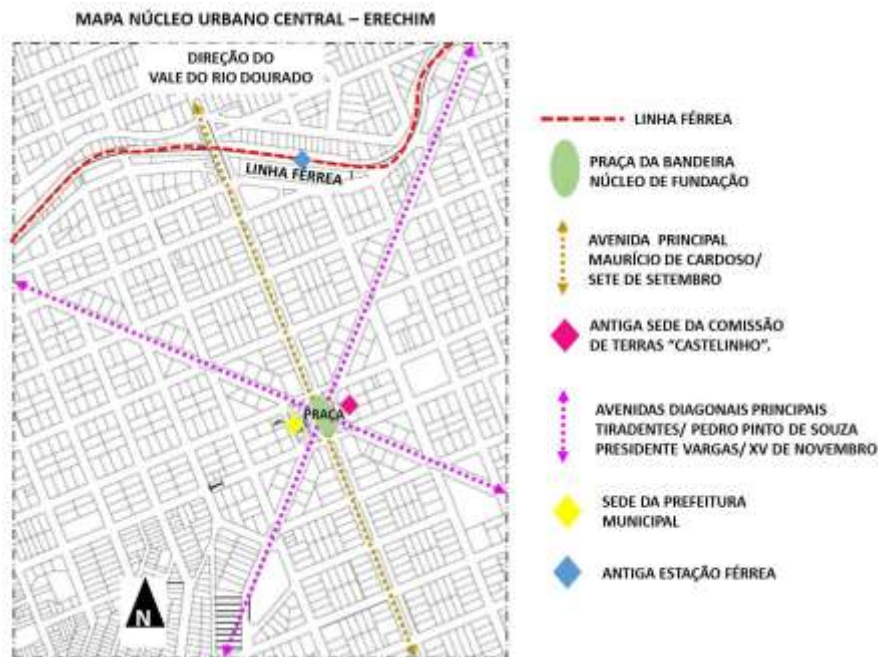 MAPA NÚCLEO URBANO CENTRAL – ERECHIM
DIREÇÃO DO
VALE DO RIO DOURADO
LINHA FÉRREA
PRAÇA
N
LINHA FÉRREA
PRAÇA DA BANDEIRA
NÚCLEO DE FUNDAÇÃO
AVENIDA PRINCIPAL
MAURÍCIO DE CARDOSO/
SETE DE SETEMBRO
ANTIGA SEDE DA COMISSÃO
DE TERRAS "CASTELINHO".
AVENIDAS DIAGONAIS PRINCIPAIS
TIRADENTES/ PEDRO PINTO DE SOUZA
PRESIDENTE VARGAS/ XV DE NOVEMBRO
SEDE DA PREFEITURA
MUNICIPAL
ANTIGA ESTAÇÃO FÉRREA